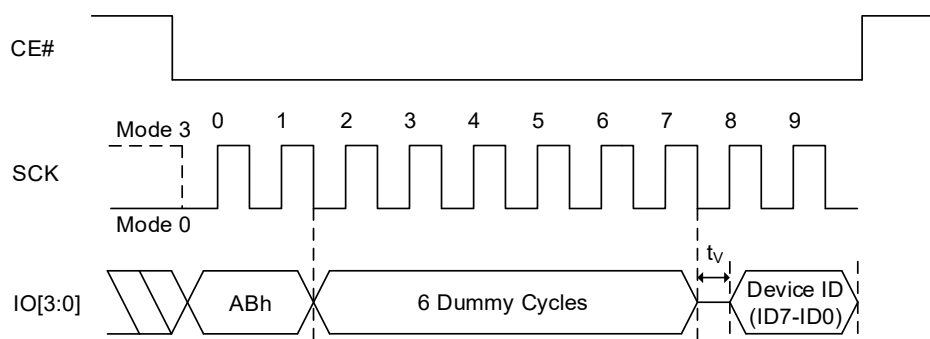 CE#
Mode 3
0 1 2 3 4 5 6 7 8 9
SCK
Mode 0
tV
IO[3:0]
ABh
6 Dummy Cycles
Device ID
(ID7-ID0)